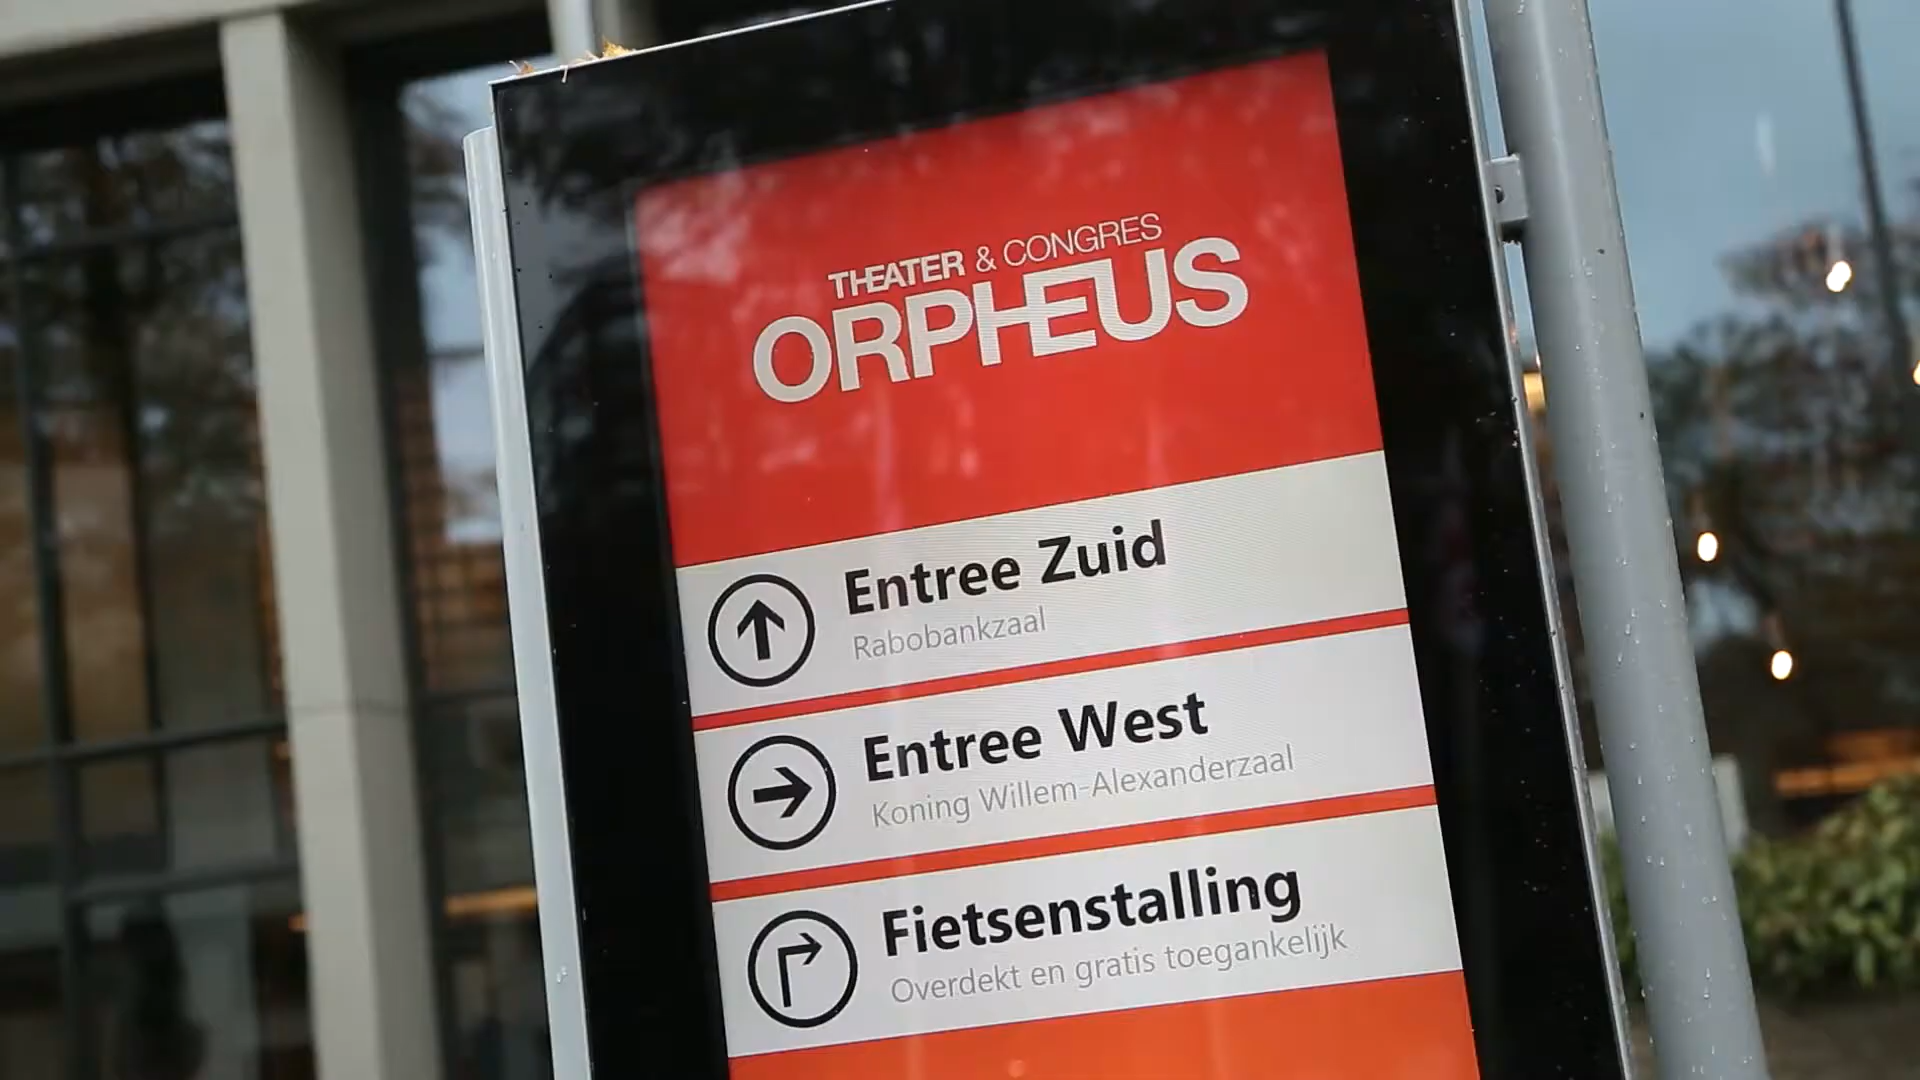 THEATER & CONGRES
ORPHEUS
Entree Zuid
Rabobankzaal
Entree West
Koning Willem-Alexanderzaal
Fietsenstalling
Overdekt en gratis toegankelijk